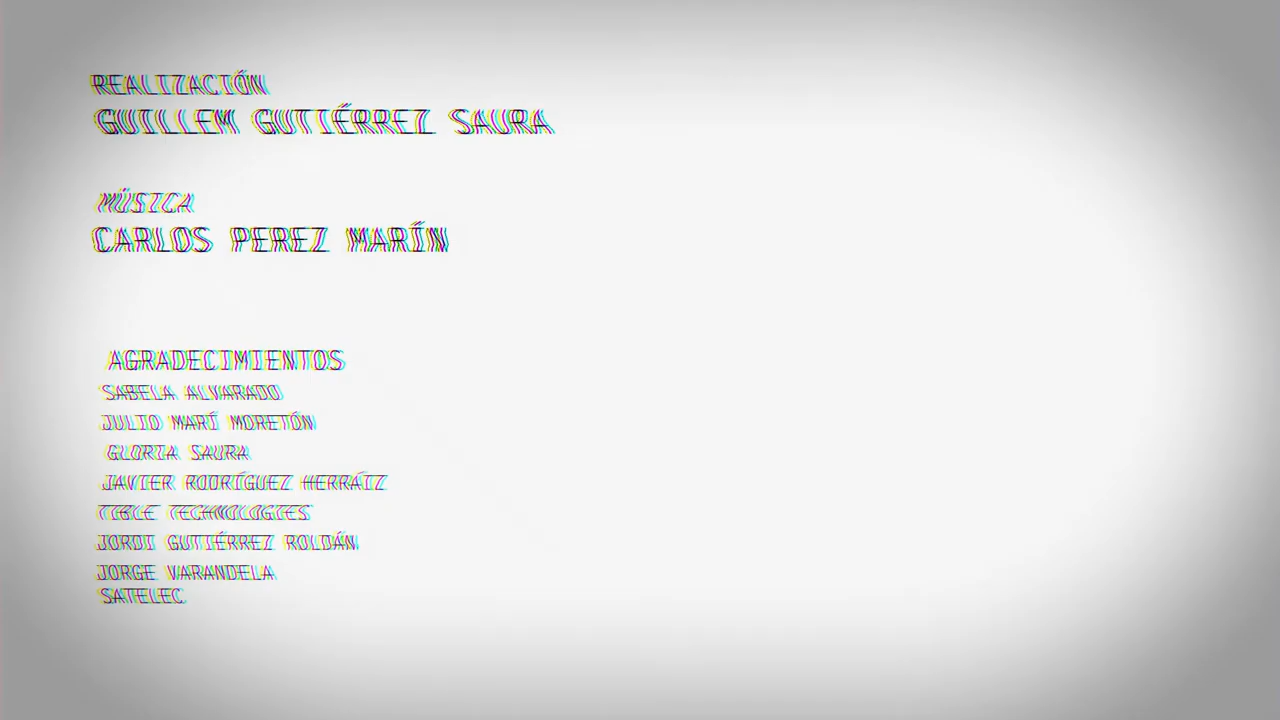 REALIZACIÓN
GUILLEM GUTIÉRREZ SAURA
MÚSICA
CARLOS PEREZ MARÍN
AGRADECIMIENTOS
SABELA ALVARADO
JULIO MARÍ MORETÓN
GLORIA SAURA
JAVIER RODRÍGUEZ HERRÁIZ
TIBLE TECHNOLOGIES
JORDI GUTIÉRREZ ROLDÁN
JORGE VARANDELA
SATELEC